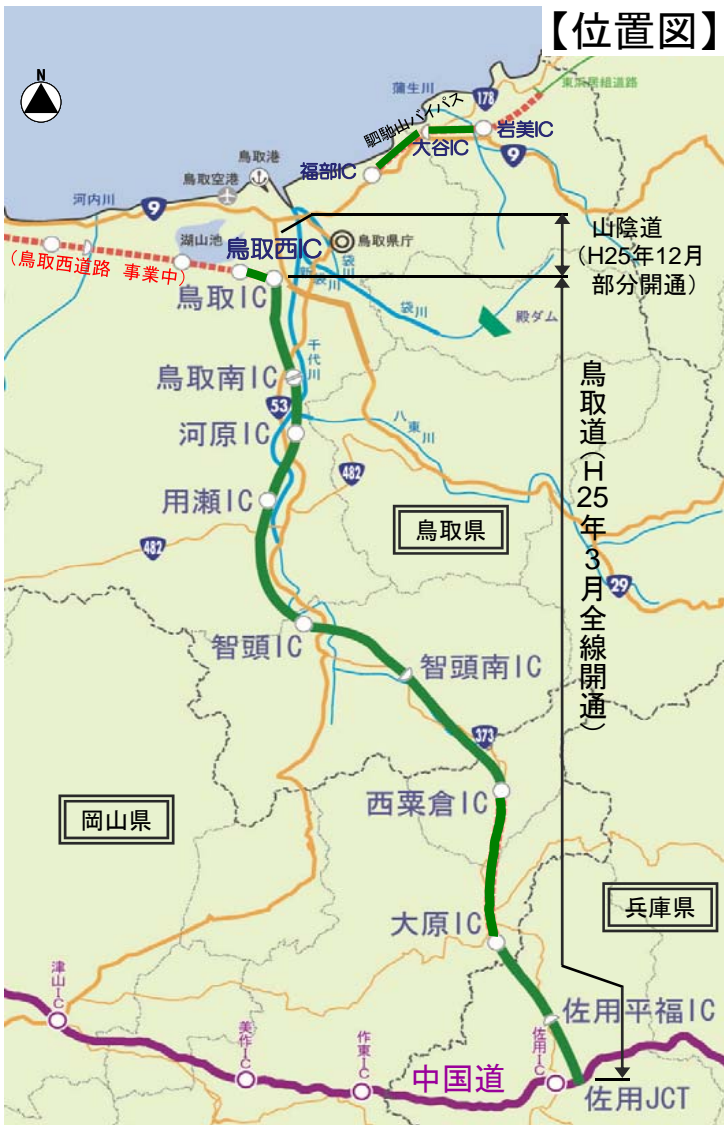 【位置図】
N
蒲生川
178
東浜居組道路
駟馳山バイパス
岩美IC
大谷IC
福部IC
9
鳥取港
鳥取空港
河内川
9
湖山池
鳥取西IC
鳥取県庁
袋川
新袋川
山陰道
(H25年12月
部分開通)
(鳥取西道路 事業中)
鳥取IC
袋川
殿ダム
千代川
鳥取南IC
53
河原IC
八東川
482
用瀬IC
鳥取県
482
29
鳥取道(H25年3月全線開通)
智頭IC
智頭南IC
373
西粟倉IC
岡山県
兵庫県
大原IC
津山IC
佐用平福IC
美作IC
作東IC
佐用IC
中国道
佐用JCT